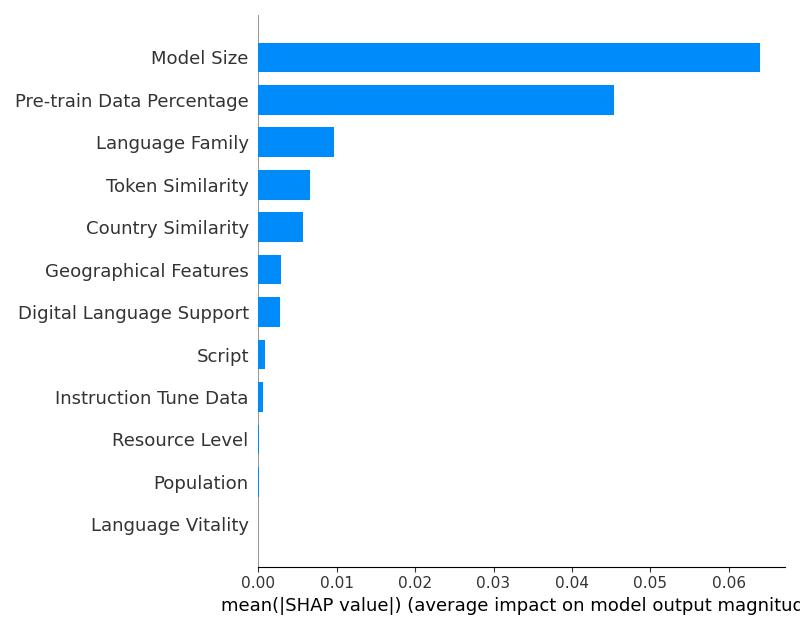 Model Size
Pre-train Data Percentage
Language Family
Token Similarity
Country Similarity
Geographical Features
Digital Language Support
Script
Instruction Tune Data
Resource Level
Population
Language Vitality
0.00 0.01 0.02 0.03 0.04 0.05 0.06
mean(|SHAP value|) (average impact on model output magnitud